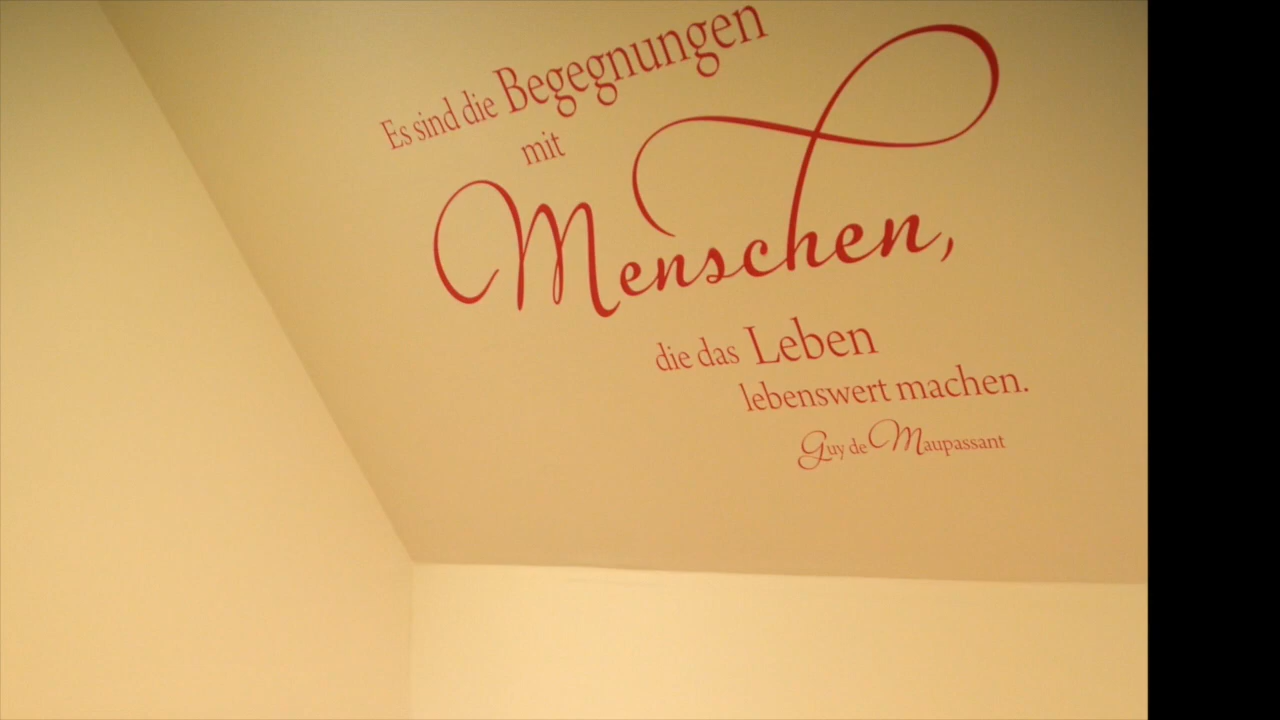 Es sind die Begegnungen
mit
Menschen,
die das Leben
lebenswert machen.
Guy de Maupassant